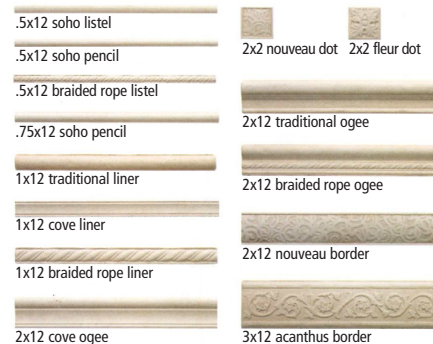 .5x12 soho listel
.5x12 soho pencil
.5x12 braided rope listel
.75x12 soho pencil
1x12 traditional liner
1x12 cove liner
1x12 braided rope liner
2x12 cove ogee
2x2 nouveau dot 2x2 fleur dot
2x12 traditional ogee
2x12 braided rope ogee
2x12 nouveau border
3x12 acanthus border